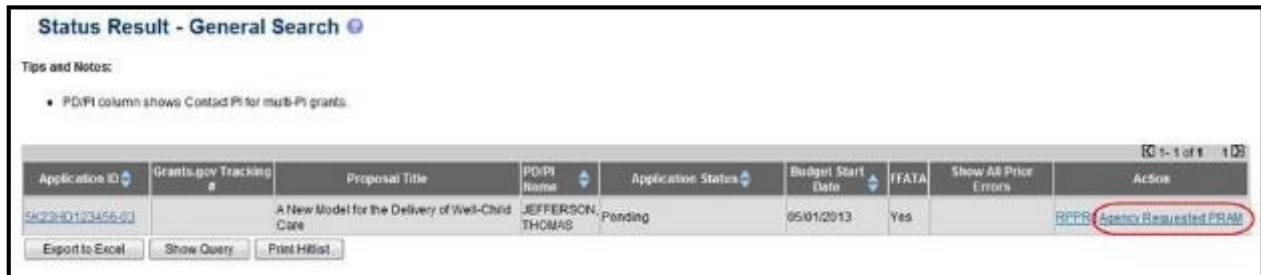 Status Result - General Search ?
Tips and Notes:
• PD/PI column shows Contact PI for multi-PI grants.
1 - 1 of 1 1
Application ID Grants.gov Tracking # Proposal Title PD/PI Name Application Status Budget Start Date FFATA Show All Prior Errors Action
5K23HD123456-03 A New Model for the Delivery of Well-Child Care JEFFERSON, THOMAS Pending 05/01/2013 Yes RPPR Agency Requested PRAM
Export to Excel Show Query Print Hitlist